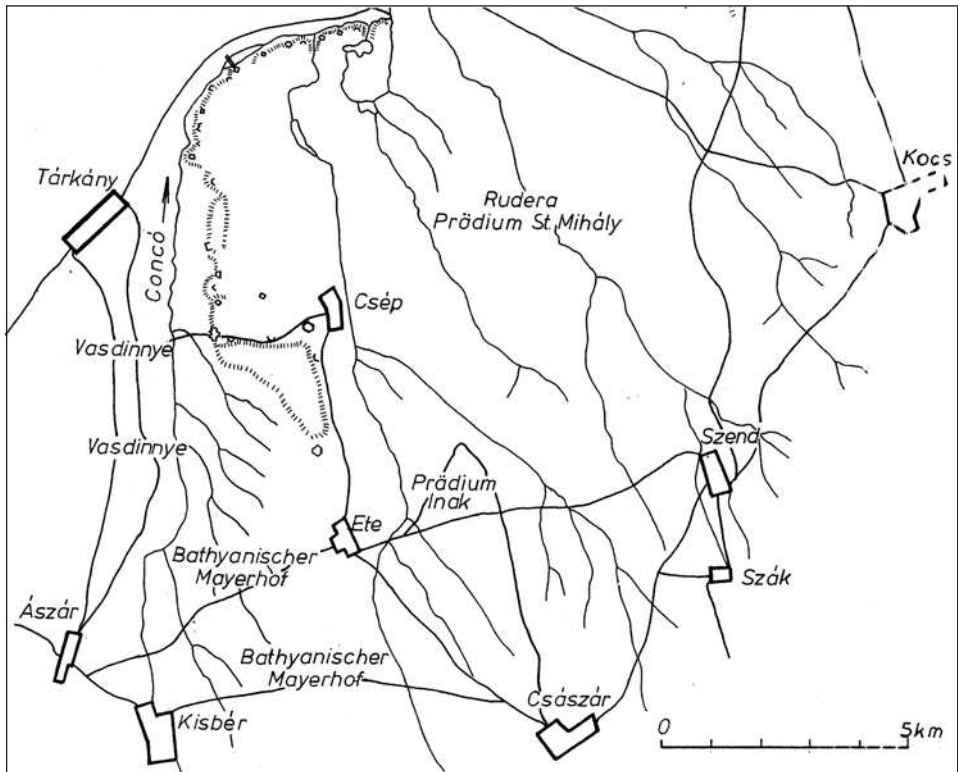 Kocs
Tárkány
Rudera
Prödium St. Mihály
Concó
Csép
Vasdinnye
Vasdinnye
Szend
Prädium
Inak
Ete
Bathyanischer
Mayerhof
Szák
Ászár
Bathyanischer
Mayerhof
Császár
Kisbér
0 5km